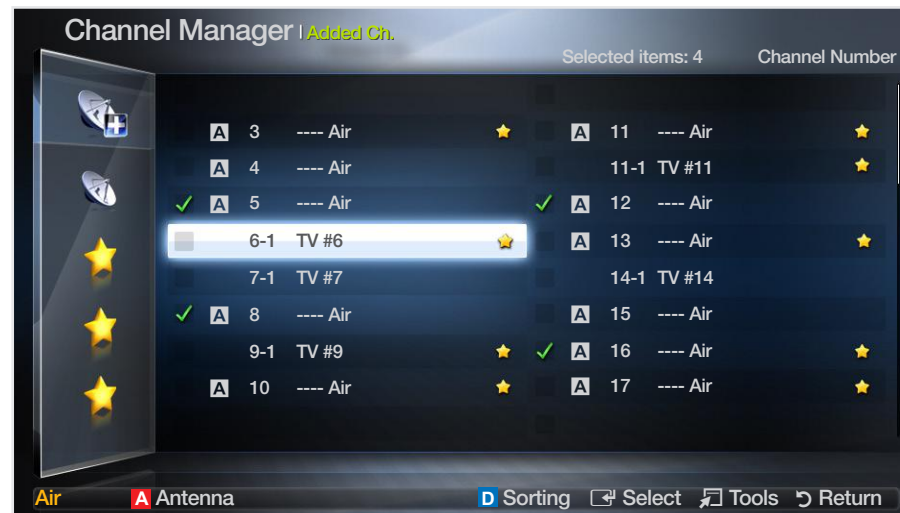 Channel Manager | Added Ch.
Selected items: 4 Channel Number
A 3 ---- Air
A 4 ---- Air
A 5 ---- Air
6-1 TV #6
7-1 TV #7
A 8 ---- Air
9-1 TV #9
A 10 ---- Air
A 11 ---- Air
11-1 TV #11
A 12 ---- Air
A 13 ---- Air
14-1 TV #14
A 15 ---- Air
A 16 ---- Air
A 17 ---- Air
Air A Antenna D Sorting Select Tools Return